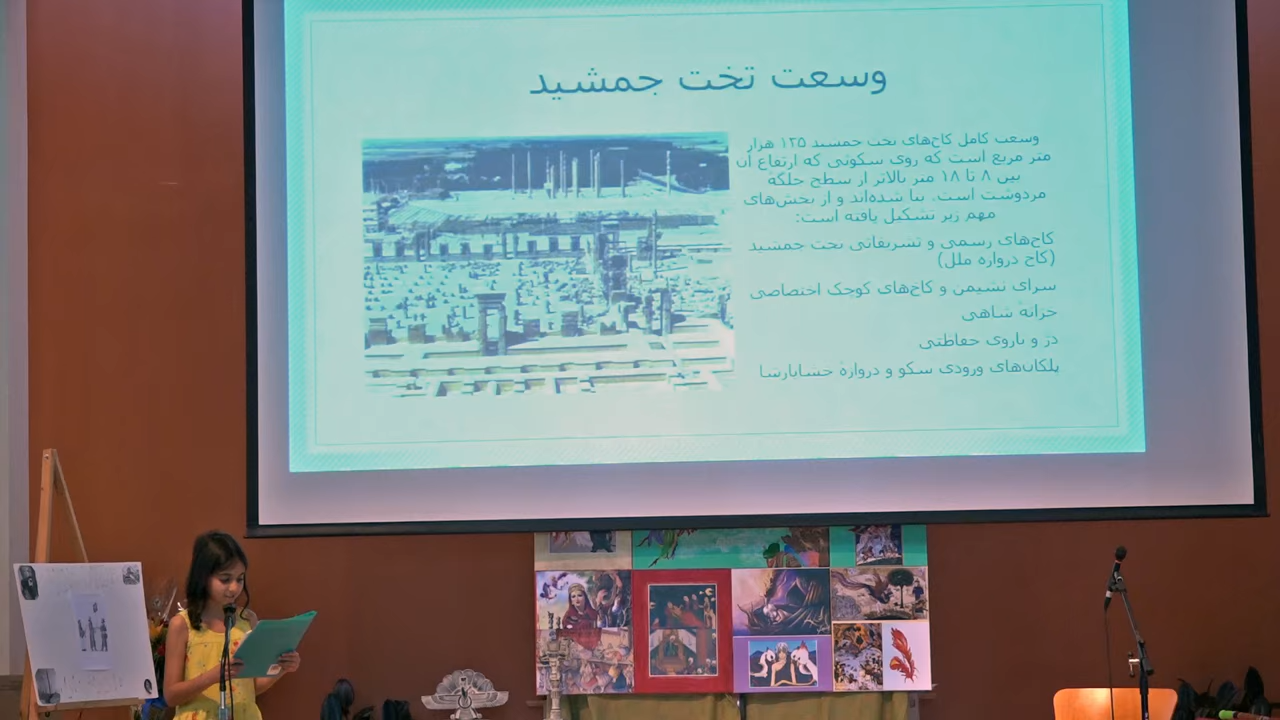 وسعت تخت جمشید
وسعت کامل کاخ‌های تخت جمشید ۱۲۵ هزار
متر مربع است که روی سکوئی که ارتفاع آن
بین ۸ تا ۱۸ متر بالاتر از سطح جلگهٔ
مردوشت است، بنا شده‌اند و از بخش‌های
مهم زیر تشکیل یافته است:
کاخ‌های رسمی و تشریفاتی تخت جمشید
(کاخ دروازه ملل)
سرای نشیمن و کاخ‌های کوچک اختصاصی
خزانهٔ شاهی
دژ و باروی حفاظتی
پلکان‌های ورودی سکو و دروازهٔ خشایارشا